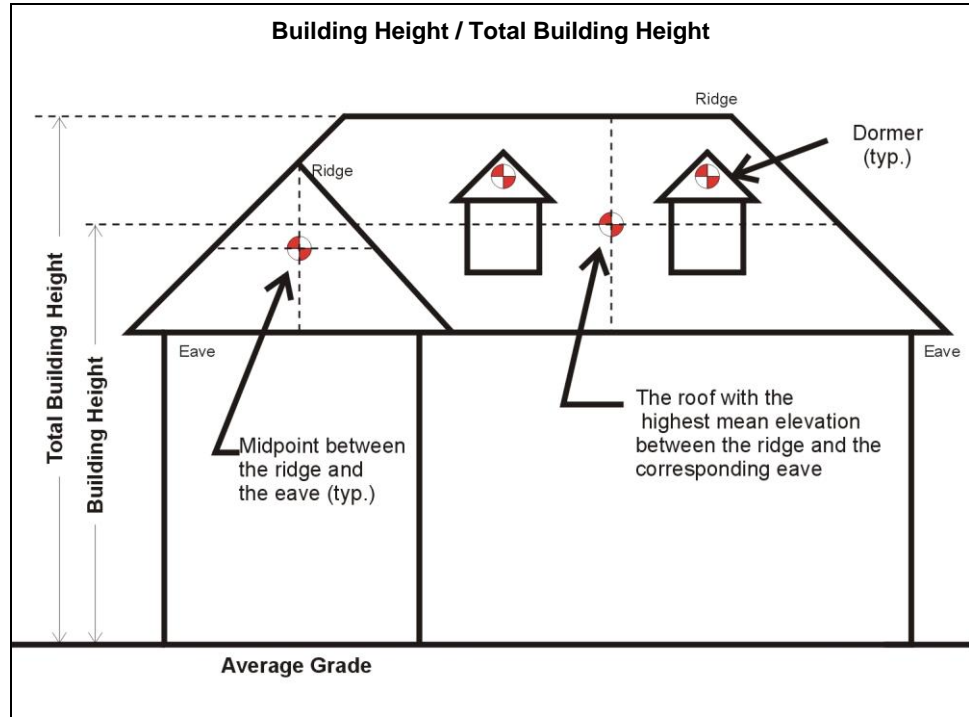 Building Height / Total Building Height
Ridge
Dormer
(typ.)
Ridge
Total Building Height
Building Height
Eave
Eave
Midpoint between
the ridge and
the eave (typ.)
The roof with the
highest mean elevation
between the ridge and the
corresponding eave
Average Grade